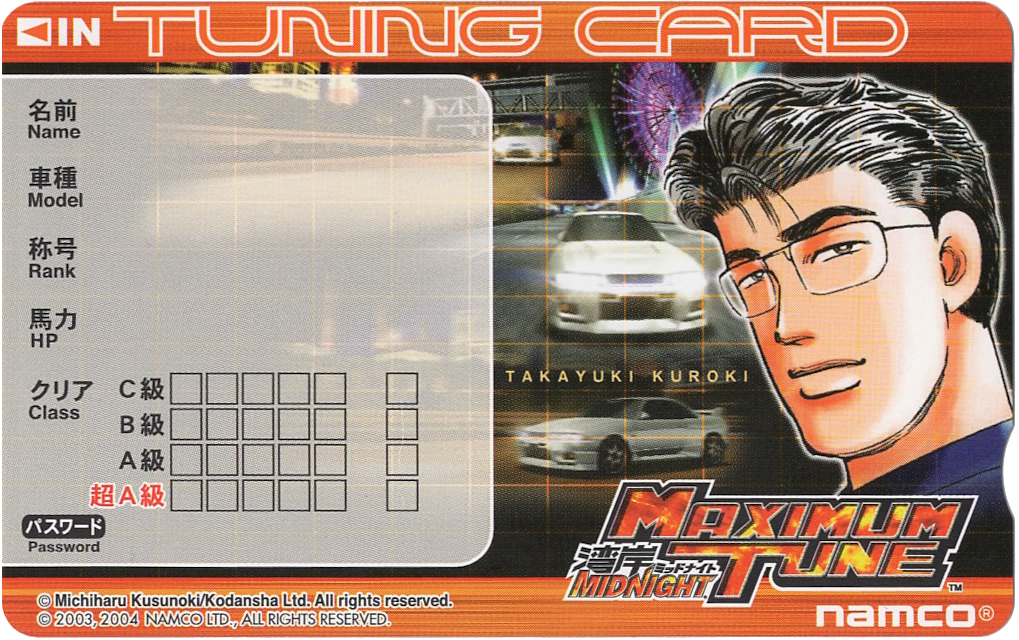 IN TUNING CARD
名前
Name
車種
Model
称号
Rank
馬力
HP
クリア C級
Class
B級
A級
超A級
パスワード
Password
TAKAYUKI KUROKI
MAXIMUM
TUNE™
湾岸ミッドナイト
MIDNIGHT
© Michiharu Kusunoki/Kodansha Ltd. All rights reserved.
© 2003, 2004 NAMCO LTD., ALL RIGHTS RESERVED.
namco®